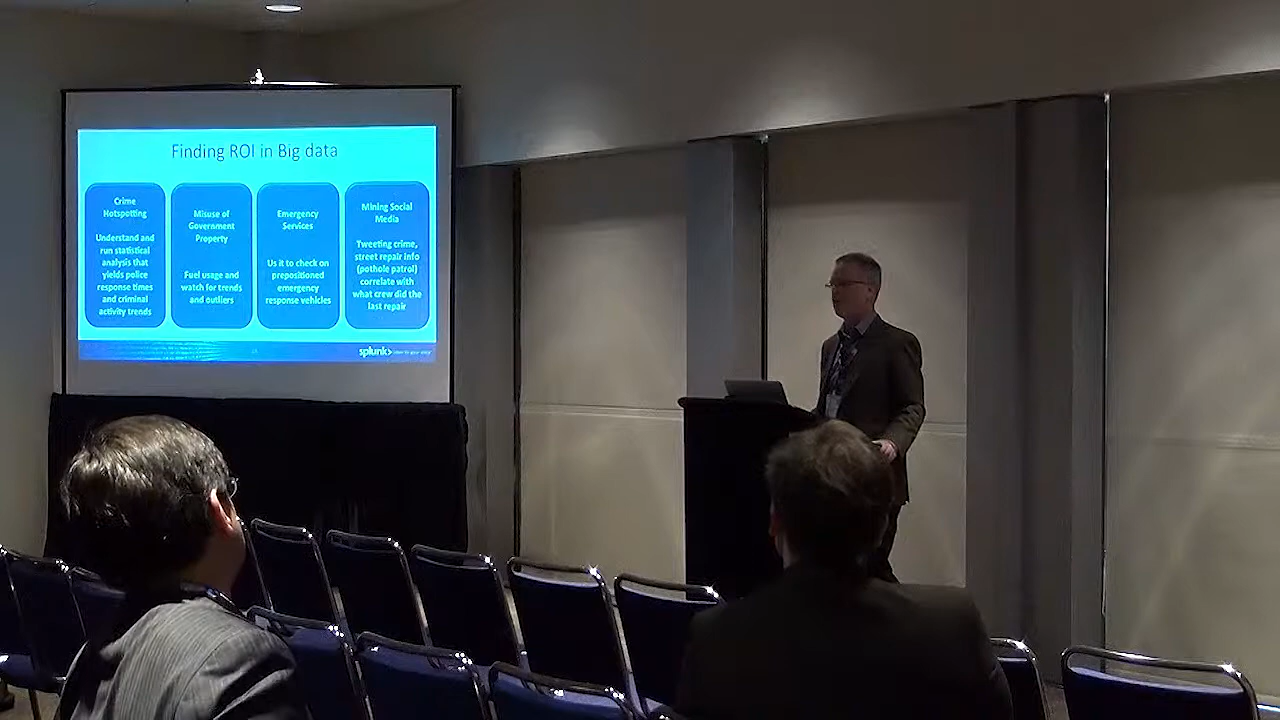 Finding ROI in Big data
Crime
Hotspotting
Understand and
run statistical
analysis that
yields police
response times
and criminal
activity trends
Misuse of
Government
Property
Fuel usage and
watch for trends
and outliers
Emergency
Services
Us it to check on
prepositioned
emergency
response vehicles
Mining Social
Media
Tweeting crime,
street repair info
(pothole patrol)
correlate with
what crew did the
last repair
splunk>